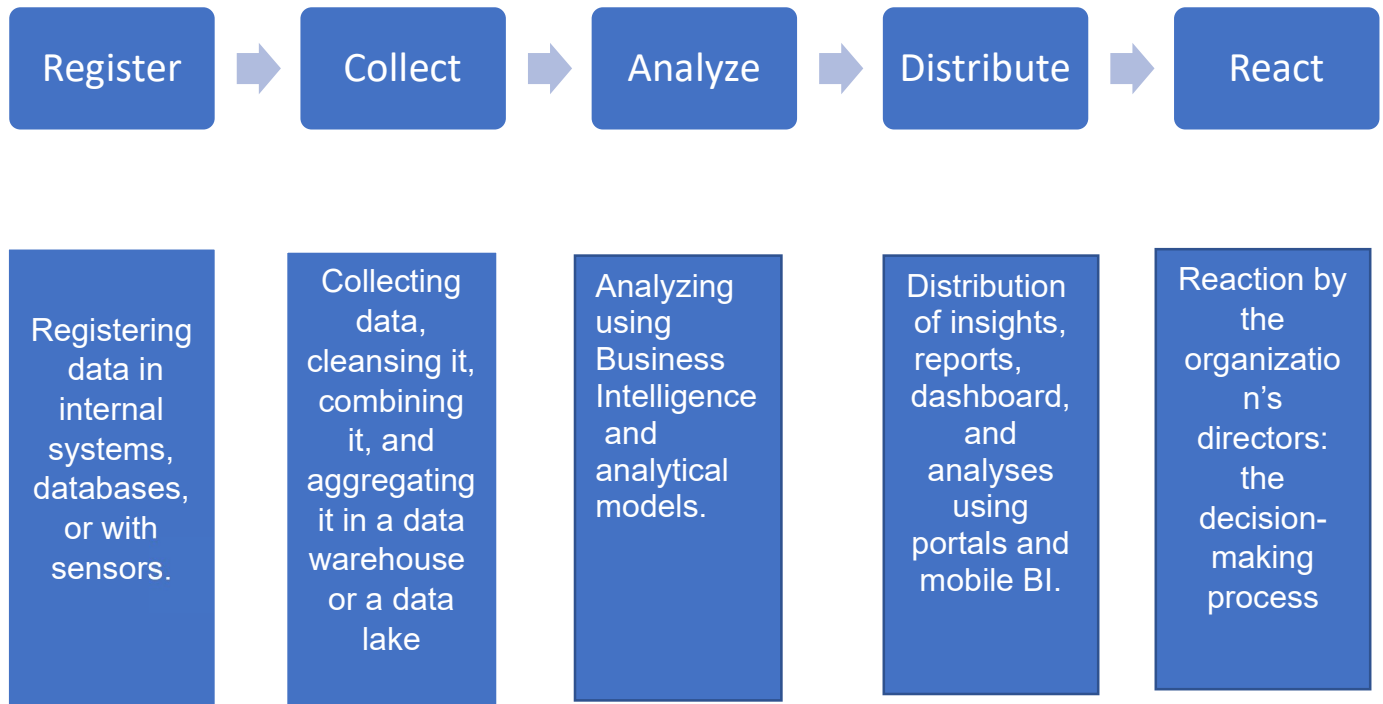 Register
Collect
Analyze
Distribute
React
Registering
data in
internal
systems,
databases,
or with
sensors.
Collecting
data,
cleansing it,
combining
it, and
aggregating
it in a data
warehouse
or a data
lake
Analyzing
using
Business
Intelligence
and
analytical
models.
Distribution
of insights,
reports,
dashboard,
and
analyses
using
portals and
mobile BI.
Reaction by
the
organizatio
n’s
directors:
the
decision-
making
process